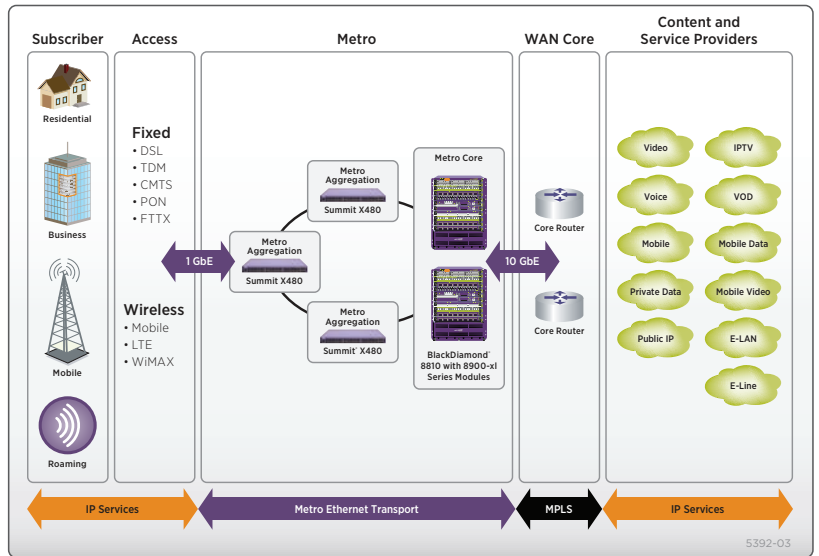 Subscriber
Residential
Business
Mobile
Roaming
Access
Fixed
• DSL
• TDM
• CMTS
• PON
• FTTX
Wireless
• Mobile
• LTE
• WiMAX
1 GbE
Metro
Metro
Aggregation
Summit X480
Metro
Aggregation
Summit X480
Metro
Aggregation
Summit® X480
Metro Core
BlackDiamond®
8810 with 8900-xl
Series Modules
10 GbE
WAN Core
Core Router
Core Router
Content and
Service Providers
Video
IPTV
Voice
VOD
Mobile
Mobile Data
Private Data
Mobile Video
Public IP
E-LAN
E-Line
IP Services
Metro Ethernet Transport
MPLS
IP Services
5392-03